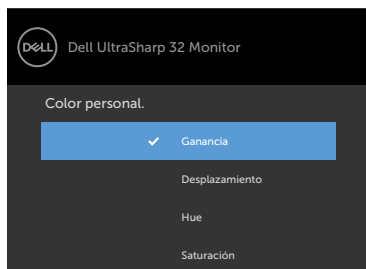 DELL
Dell UltraSharp 32 Monitor
Color personal.
Ganancia
Desplazamiento
Hue
Saturación